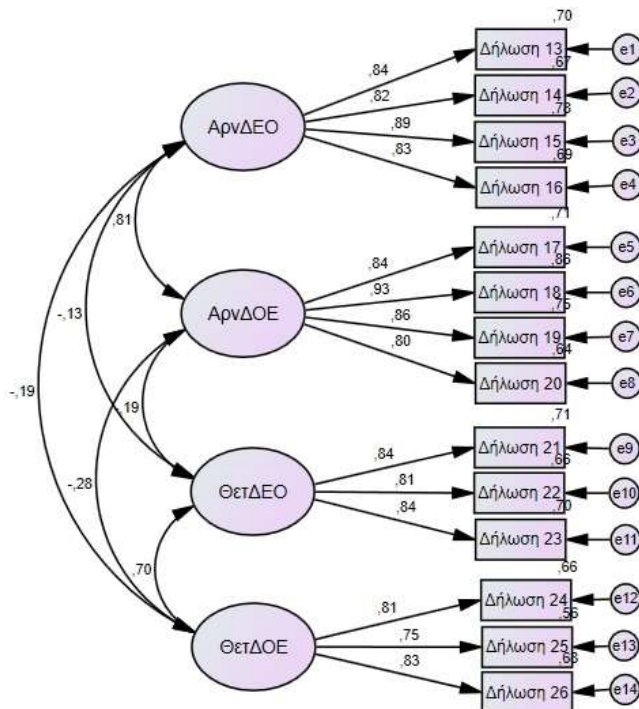 ,70
Δήλωση 13
e1
,84
,67
Δήλωση 14
e2
,82
,78
Δήλωση 15
e3
,89
,69
Δήλωση 16
e4
,83
ΑρνΔΕΟ
,71
Δήλωση 17
e5
,84
,86
Δήλωση 18
e6
,93
,75
Δήλωση 19
e7
,86
,64
Δήλωση 20
e8
,80
ΑρνΔΟΕ
,81
-,13
-,19
-,19
-,28
,71
Δήλωση 21
e9
,84
,66
Δήλωση 22
e10
,81
,70
Δήλωση 23
e11
,84
ΘετΔΕΟ
,70
,66
Δήλωση 24
e12
,81
,56
Δήλωση 25
e13
,75
,68
Δήλωση 26
e14
,83
ΘετΔΟΕ